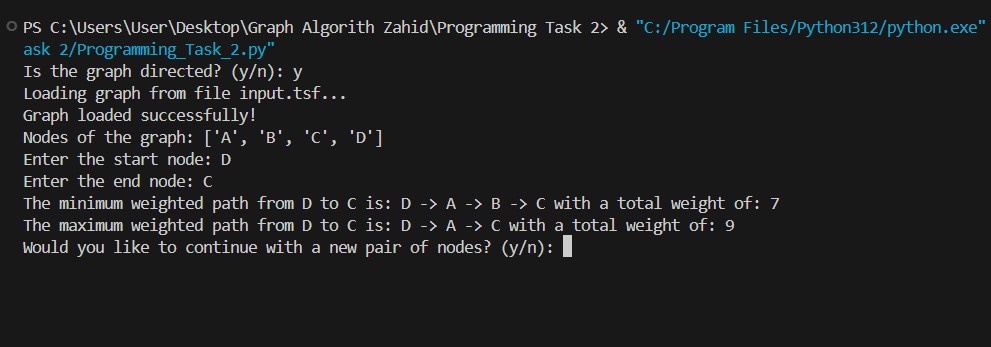 PS C:\Users\User\Desktop\Graph Algorith Zahid\Programming Task 2> & "C:/Program Files/Python312/python.exe"
ask 2/Programming_Task_2.py"
Is the graph directed? (y/n): y
Loading graph from file input.tsf...
Graph loaded successfully!
Nodes of the graph: ['A', 'B', 'C', 'D']
Enter the start node: D
Enter the end node: C
The minimum weighted path from D to C is: D -> A -> B -> C with a total weight of: 7
The maximum weighted path from D to C is: D -> A -> C with a total weight of: 9
Would you like to continue with a new pair of nodes? (y/n):